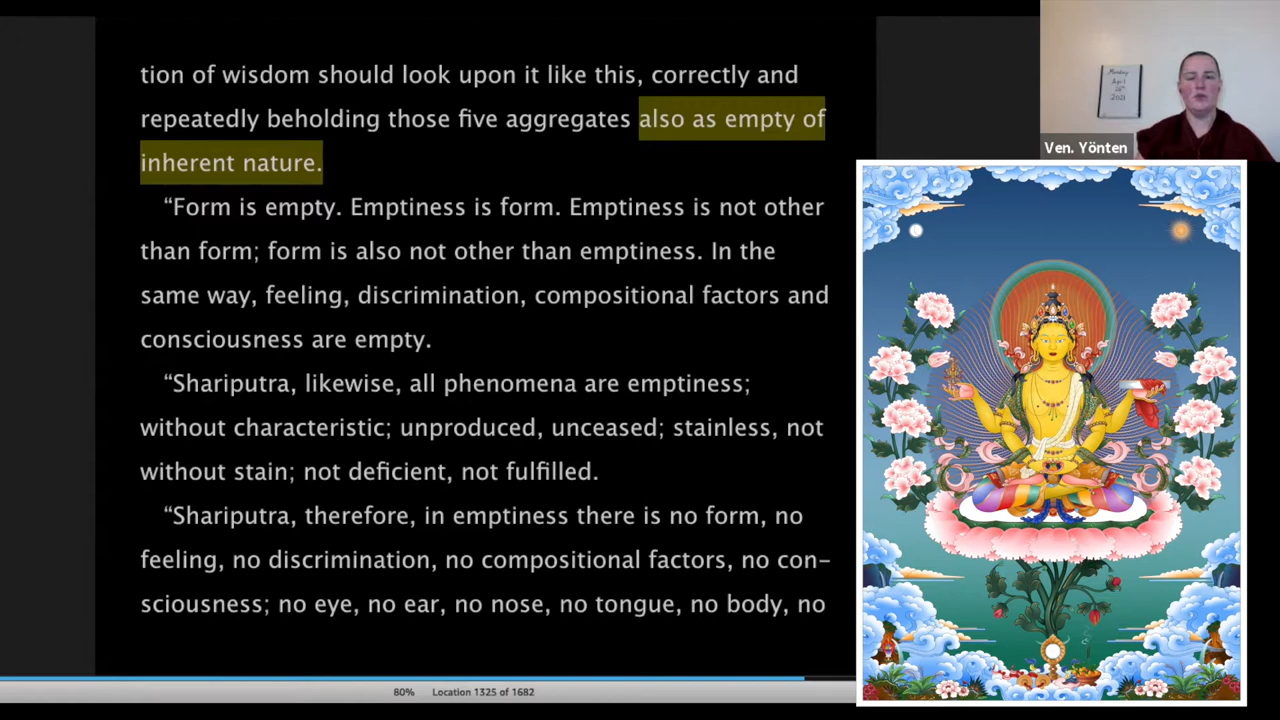 tion of wisdom should look upon it like this, correctly and
repeatedly beholding those five aggregates also as empty of
inherent nature.
“Form is empty. Emptiness is form. Emptiness is not other
than form; form is also not other than emptiness. In the
same way, feeling, discrimination, compositional factors and
consciousness are empty.
“Shariputra, likewise, all phenomena are emptiness;
without characteristic; unproduced, unceased; stainless, not
without stain; not deficient, not fulfilled.
“Shariputra, therefore, in emptiness there is no form, no
feeling, no discrimination, no compositional factors, no con-
sciousness; no eye, no ear, no nose, no tongue, no body, no
80% Location 1325 of 1682
Monday
April
2021
Ven. Yönten